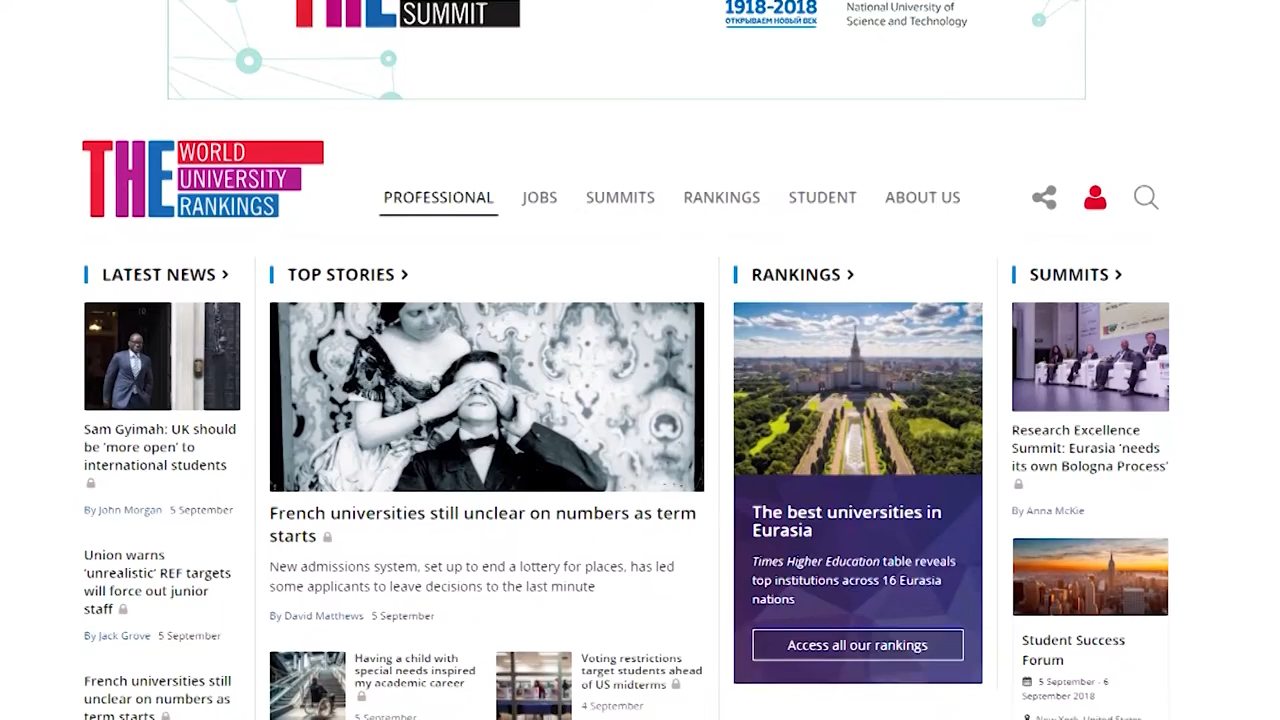 THE
SUMMIT
1918-2018
ОТКРЫВАЕМ НОВЫЙ ВЕК
National University of
Science and Technology
THE
WORLD
UNIVERSITY
RANKINGS
PROFESSIONAL
JOBS
SUMMITS
RANKINGS
STUDENT
ABOUT US
LATEST NEWS >
Sam Gyimah: UK should
be 'more open' to
international students
By John Morgan 5 September
Union warns
'unrealistic' REF targets
will force out junior
staff
By Jack Grove 5 September
French universities still
unclear on numbers as
term starts
TOP STORIES >
French universities still unclear on numbers as term
starts
New admissions system, set up to end a lottery for places, has led
some applicants to leave decisions to the last minute
By David Matthews 5 September
Having a child with
special needs inspired
my academic career
5 September
Voting restrictions
target students ahead
of US midterms
4 September
RANKINGS >
The best universities in
Eurasia
Times Higher Education table reveals
top institutions across 16 Eurasia
nations
Access all our rankings
SUMMITS >
Research Excellence
Summit: Eurasia 'needs
its own Bologna Process'
By Anna McKie
Student Success
Forum
5 September - 6
September 2018
New York, United States